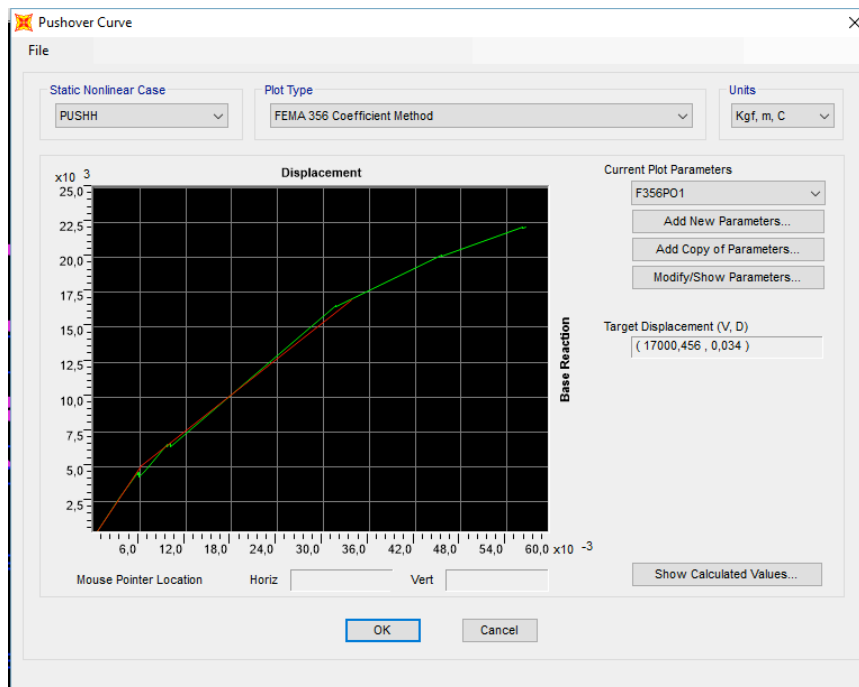 Pushover Curve
File
Static Nonlinear Case
PUSHH
Plot Type
FEMA 356 Coefficient Method
Units
Kgf, m, C
x10 3
Displacement
25,0
22,5
20,0
17,5
15,0
12,5
10,0
7,5
5,0
2,5
6,0 12,0 18,0 24,0 30,0 36,0 42,0 48,0 54,0 60,0 x10 -3
Base Reaction
Mouse Pointer Location Horiz Vert
Current Plot Parameters
F356PO1
Add New Parameters...
Add Copy of Parameters...
Modify/Show Parameters...
Target Displacement (V, D)
( 17000,456 , 0,034 )
Show Calculated Values...
OK Cancel